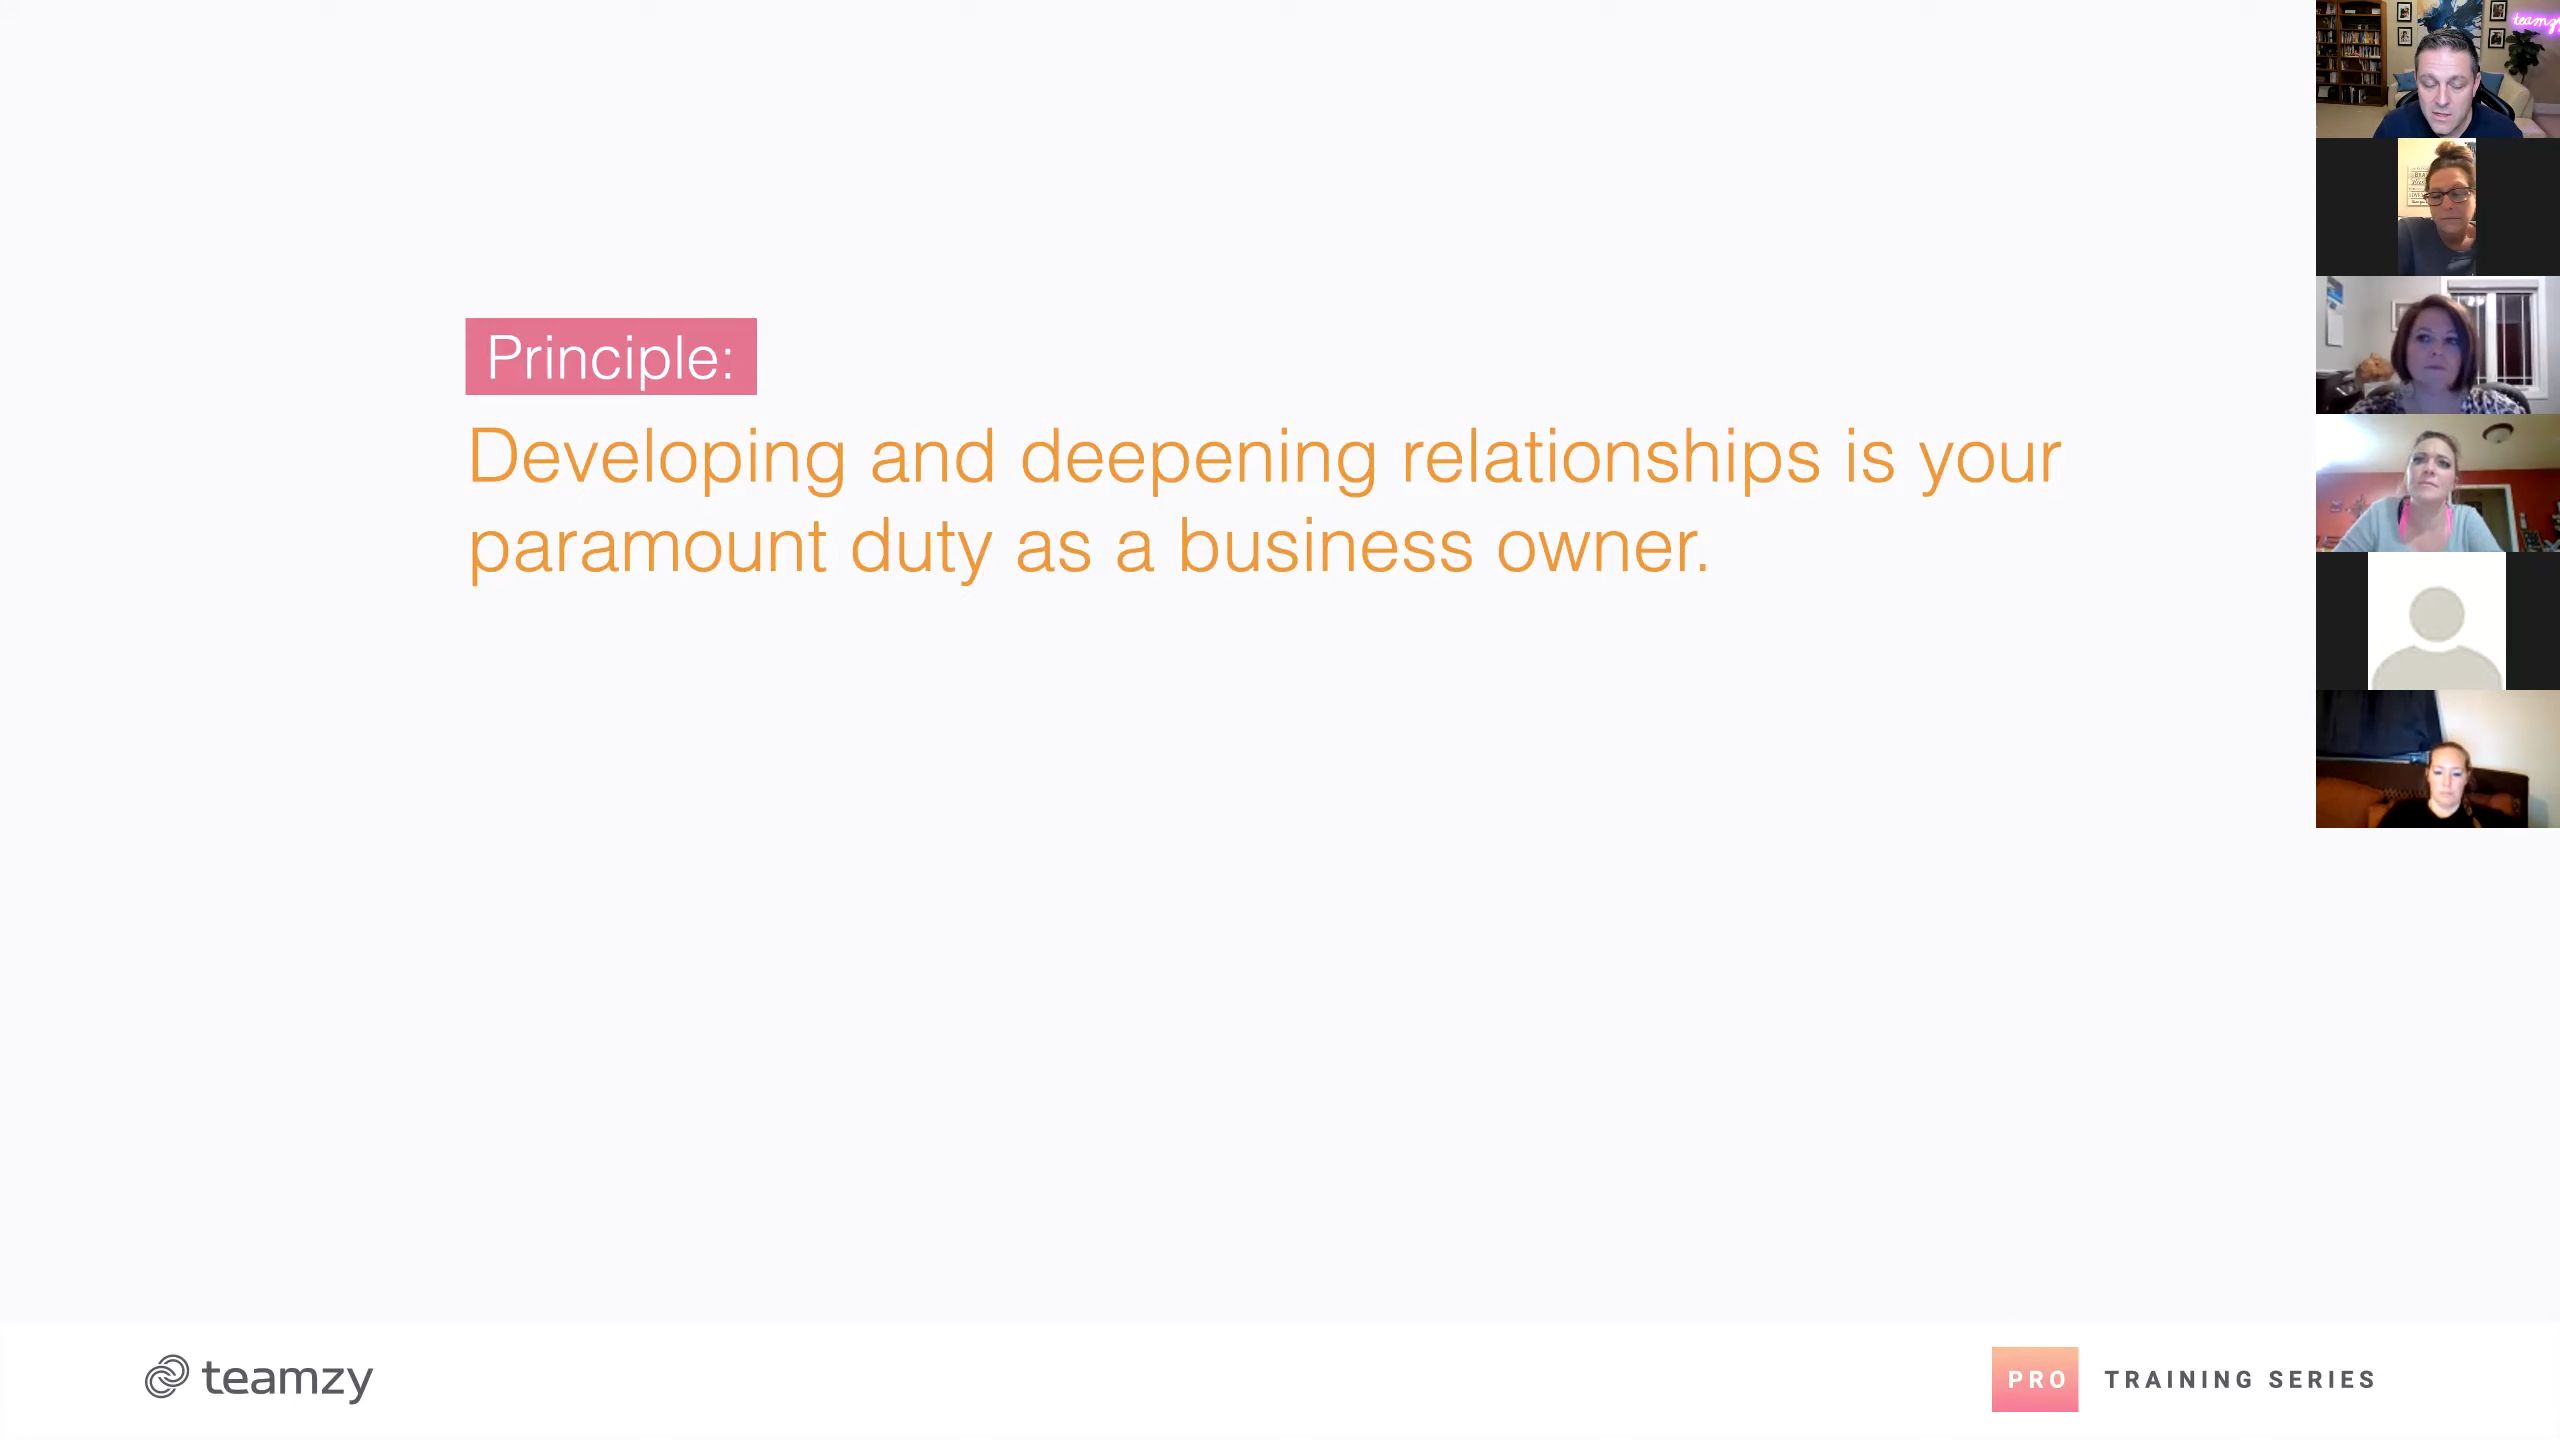 Principle:
Developing and deepening relationships is your
paramount duty as a business owner.
teamzy
PRO TRAINING SERIES